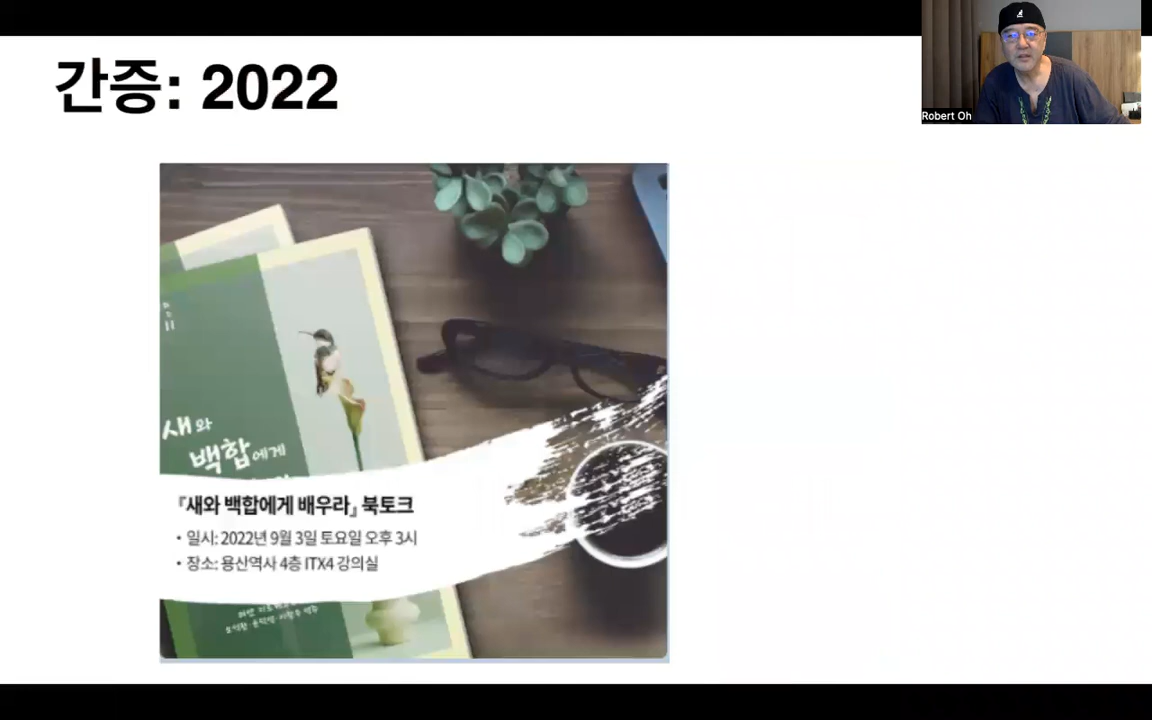 간증: 2022
Robert Oh
새와
백합에게
『새와 백합에게 배우라』 북토크
• 일시: 2022년 9월 3일 토요일 오후 3시
• 장소: 용산역사 4층 ITX4 강의실